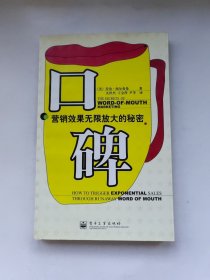 口碑
THE SECRETS OF
WORD-OF-MOUTH
MARKETING
营销效果无限放大的秘密
HOW TO TRIGGER EXPONENTIAL SALES
THROUGH RUNAWAY WORD OF MOUTH
电子工业出版社